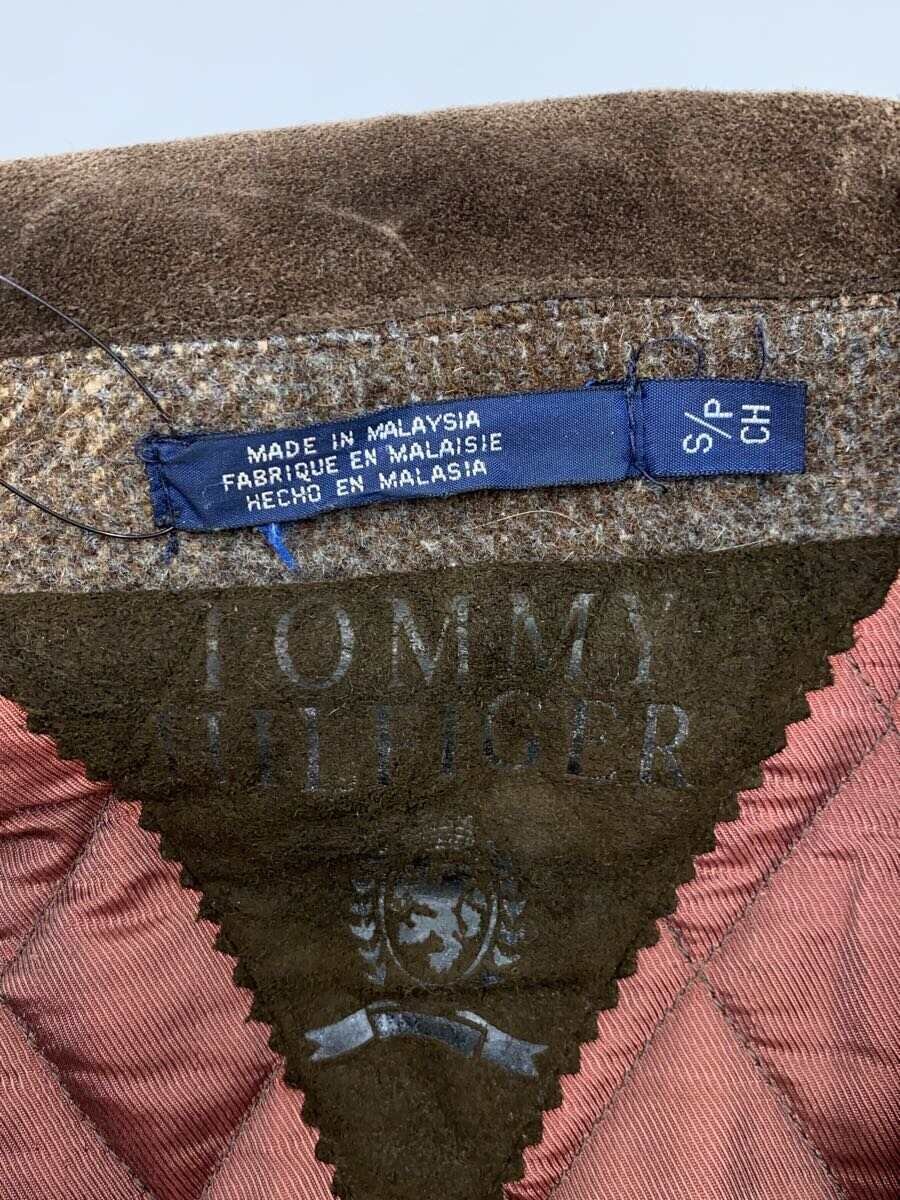 MADE IN MALAYSIA
FABRIQUE EN MALAISIE
HECHO EN MALASIA
S/P
CH
TOMMY
HILFIGER